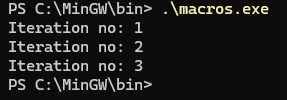 PS C:\MinGW\bin> .\macros.exe
Iteration no: 1
Iteration no: 2
Iteration no: 3
PS C:\MinGW\bin>